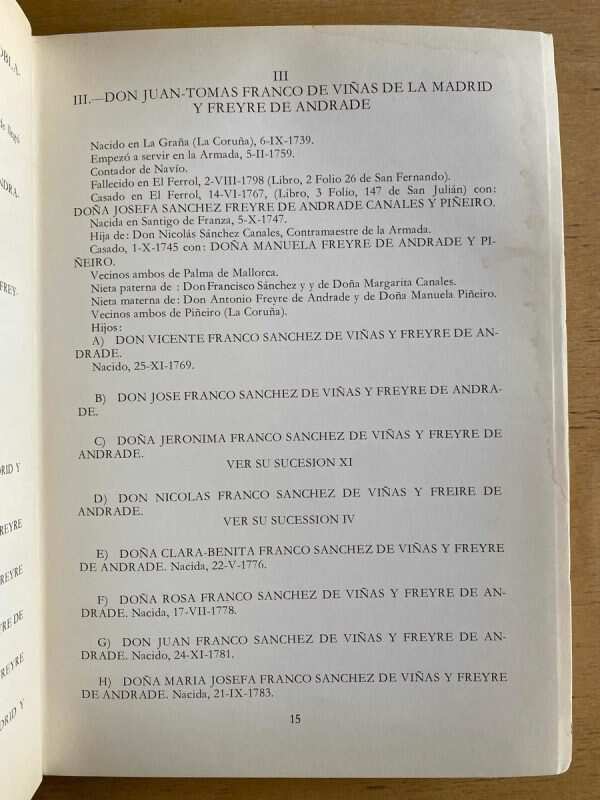 OBLA-
NDRA-
FREY-
DRID Y
FREYRE
FREYRE
YRE DE
FREYRE
DRID Y
III
III.—DON JUAN-TOMAS FRANCO DE VIÑAS DE LA MADRID
Y FREYRE DE ANDRADE
Nacido en La Graña (La Coruña), 6-IX-1739.
Empezó a servir en la Armada, 5-II-1759.
Contador de Navío.
Fallecido en El Ferrol, 2-VIII-1798 (Libro, 2 Folio 26 de San Fernando).
Casado en El Ferrol, 14-VI-1767, (Libro, 3 Folio, 147 de San Julián) con:
DOÑA JOSEFA SANCHEZ FREYRE DE ANDRADE CANALES Y PIÑEIRO.
Nacida en Santigo de Franza, 5-X-1747.
Hija de: Don Nicolás Sánchez Canales, Contramaestre de la Armada.
Casado, 1-X-1745 con: DOÑA MANUELA FREYRE DE ANDRADE Y PI-
ÑEIRO.
Vecinos ambos de Palma de Mallorca.
Nieta paterna de : Don Francisco Sánchez y y de Doña Margarita Canales.
Nieta materna de: Don Antonio Freyre de Andrade y de Doña Manuela Piñeiro.
Vecinos ambos de Piñeiro (La Coruña).
Hijos:
A) DON VICENTE FRANCO SANCHEZ DE VIÑAS Y FREYRE DE AN-
DRADE.
Nacido, 25-XI-1769.
B) DON JOSE FRANCO SANCHEZ DE VIÑAS Y FREYRE DE ANDRA-
DE.
C) DOÑA JERONIMA FRANCO SANCHEZ DE VIÑAS Y FREYRE DE
ANDRADE.
VER SU SUCESION XI
D) DON NICOLAS FRANCO SANCHEZ DE VIÑAS Y FREIRE DE
ANDRADE.
VER SU SUCESSION IV
E) DOÑA CLARA-BENITA FRANCO SANCHEZ DE VIÑAS Y FREYRE
DE ANDRADE. Nacida, 22-V-1776.
F) DOÑA ROSA FRANCO SANCHEZ DE VIÑAS Y FREYRE DE AN-
DRADE. Nacida, 17-VII-1778.
G) DON JUAN FRANCO SANCHEZ DE VIÑAS Y FREYRE DE AN-
DRADE. Nacido, 24-XI-1781.
H) DOÑA MARIA JOSEFA FRANCO SANCHEZ DE VIÑAS Y FREYRE
DE ANDRADE. Nacida, 21-IX-1783.
15